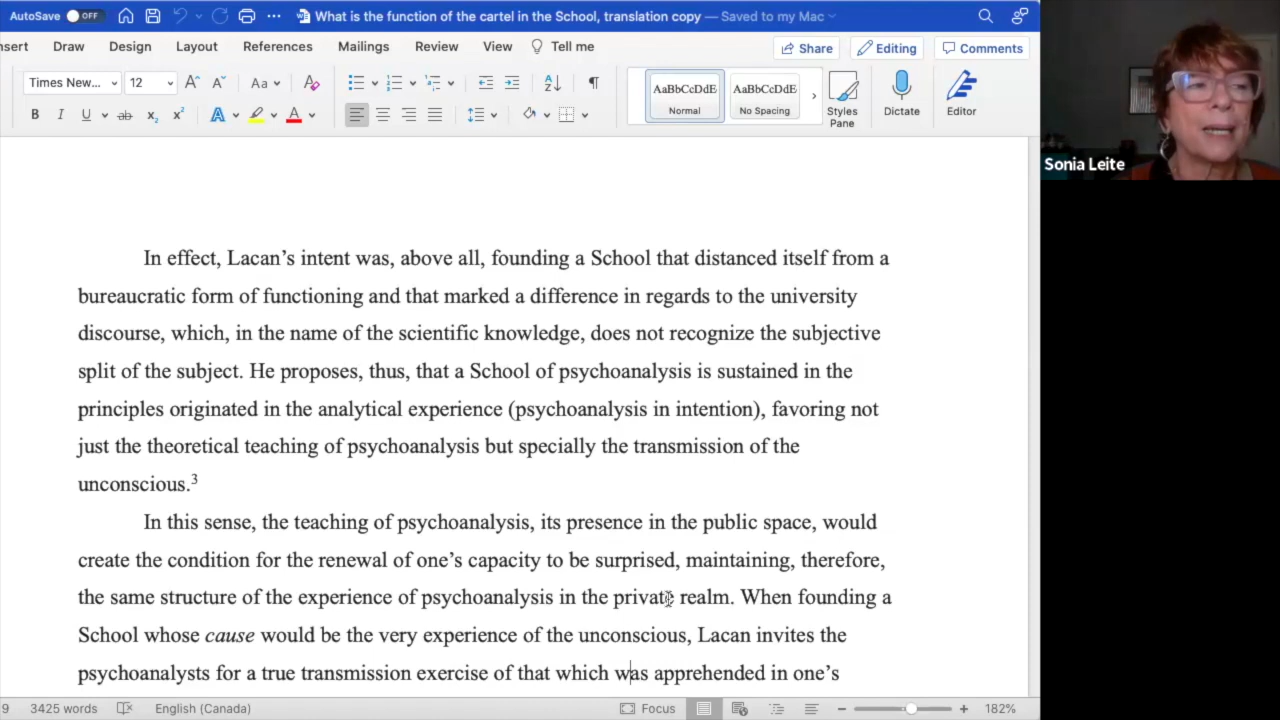 AutoSave OFF What is the function of the cartel in the School, translation copy — Saved to my Mac
nsert Draw Design Layout References Mailings Review View Tell me Share Editing Comments
Times New... 12 Aa AaBbCcDdE AaBbCcDdE
B I U ab x₂ x² A A Normal No Spacing Styles Pane Dictate Editor
Sonia Leite
In effect, Lacan’s intent was, above all, founding a School that distanced itself from a
bureaucratic form of functioning and that marked a difference in regards to the university
discourse, which, in the name of the scientific knowledge, does not recognize the subjective
split of the subject. He proposes, thus, that a School of psychoanalysis is sustained in the
principles originated in the analytical experience (psychoanalysis in intention), favoring not
just the theoretical teaching of psychoanalysis but specially the transmission of the
unconscious.³
In this sense, the teaching of psychoanalysis, its presence in the public space, would
create the condition for the renewal of one’s capacity to be surprised, maintaining, therefore,
the same structure of the experience of psychoanalysis in the private realm. When founding a
School whose cause would be the very experience of the unconscious, Lacan invites the
psychoanalysts for a true transmission exercise of that which was apprehended in one’s
9 3425 words English (Canada) Focus 182%